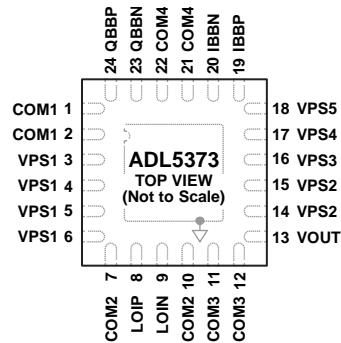 24 QBBP
23 QBBN
22 COM4
21 COM4
20 IBBN
19 IBBP
COM1 1
COM1 2
VPS1 3
VPS1 4
VPS1 5
VPS1 6
ADL5373
TOP VIEW
(Not to Scale)
18 VPS5
17 VPS4
16 VPS3
15 VPS2
14 VPS2
13 VOUT
COM2 7
LOIP 8
LOIN 9
COM2 10
COM3 11
COM3 12